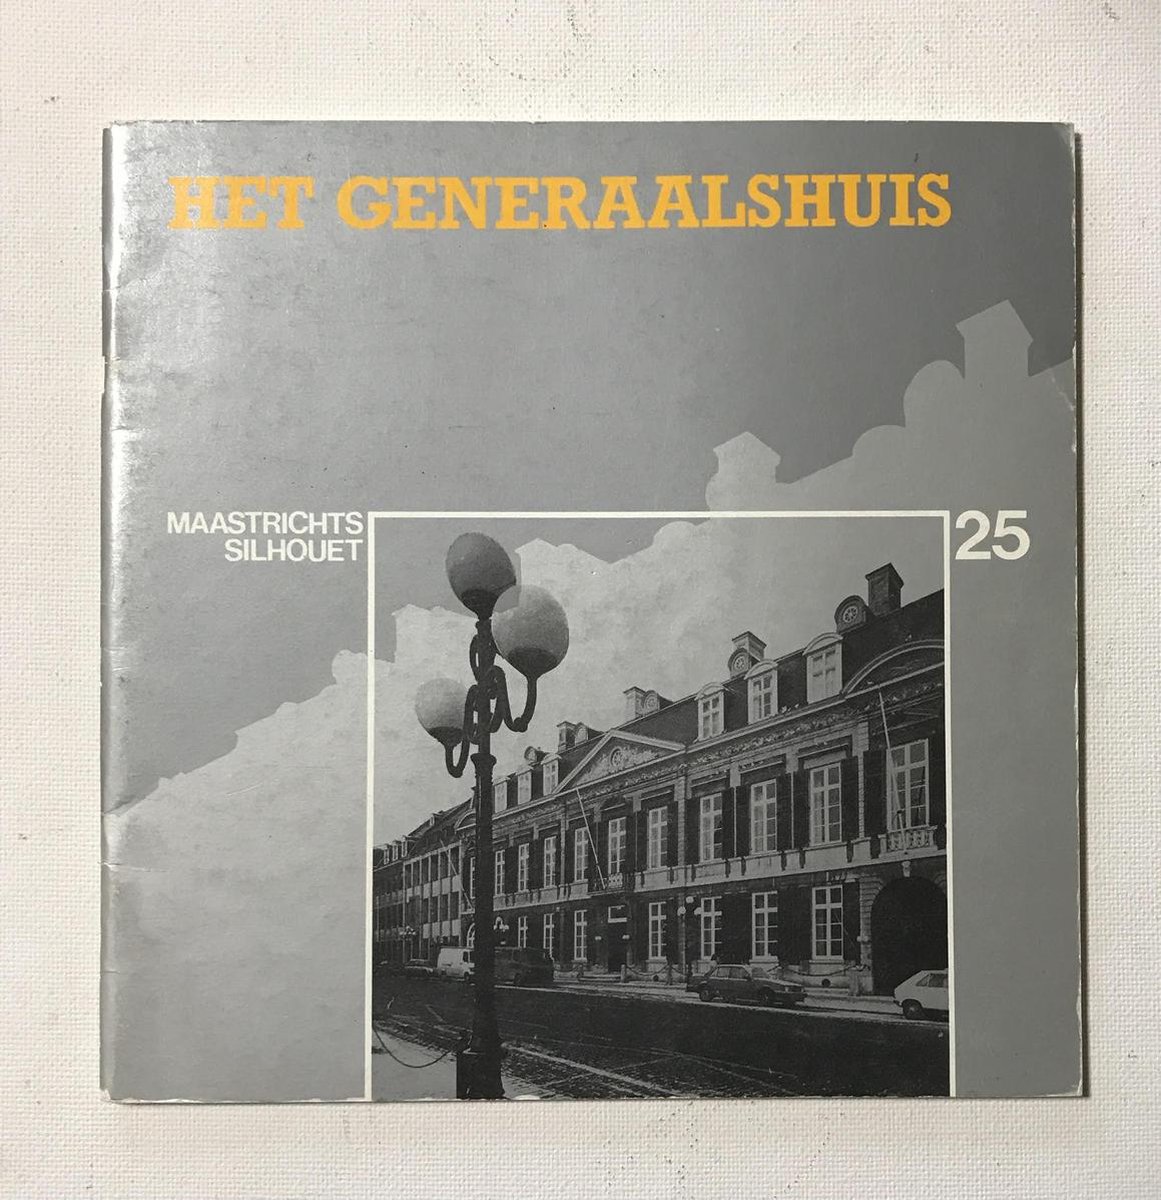 HET GENERAALSHUIS
MAASTRICHTS
SILHOUET
25